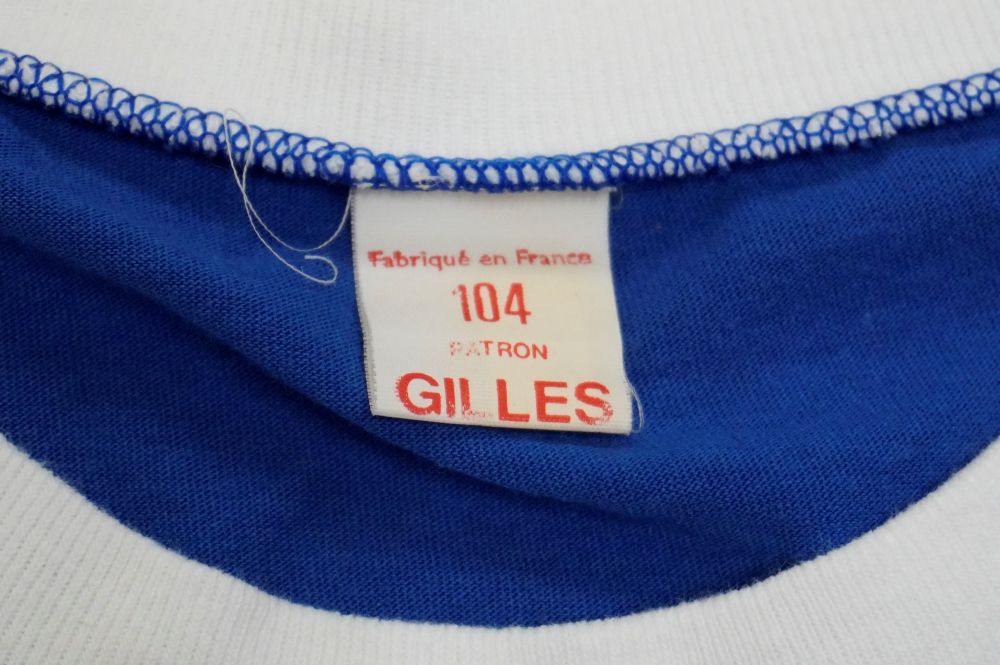 Fabriqué en France
104
PATRON
GILLES